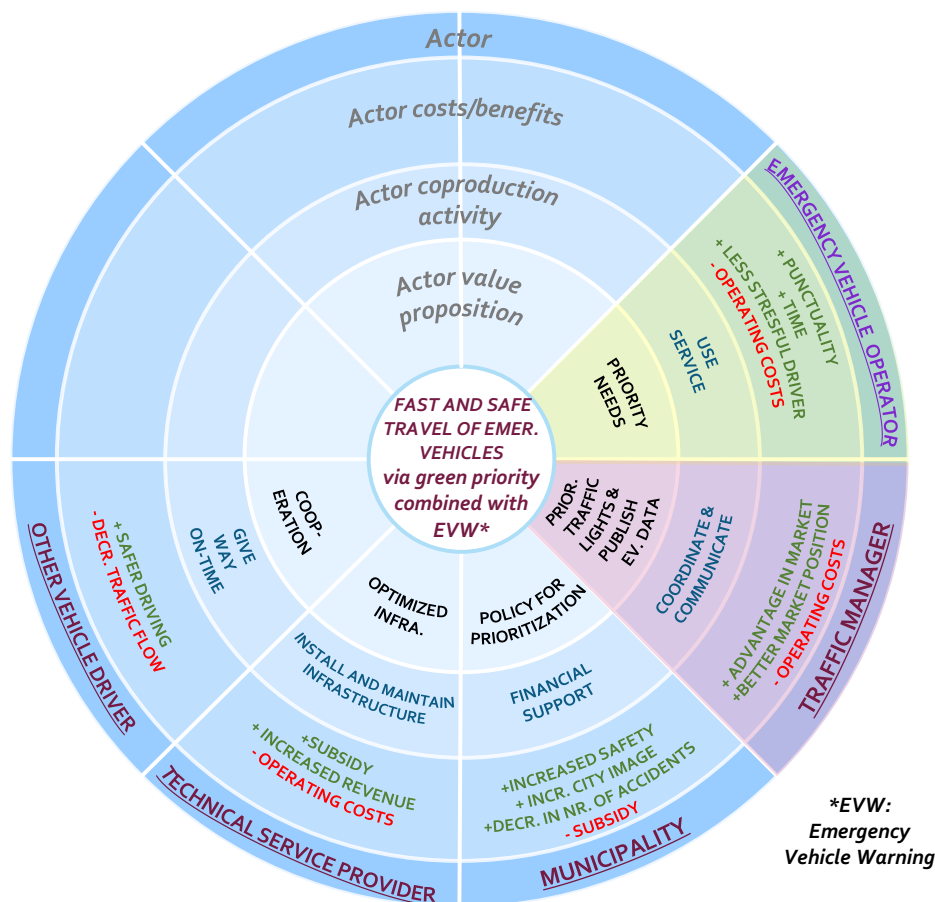 Actor
Actor costs/benefits
Actor coproduction
activity
Actor value
proposition
FAST AND SAFE
TRAVEL OF EMER.
VEHICLES
via green priority
combined with
EVW*
EMERGENCY VEHICLE OPERATOR
+ PUNCTUALITY
+ TIME
+ LESS STRESFUL DRIVER
- OPERATING COSTS
USE
SERVICE
PRIORITY
NEEDS
TRAFFIC MANAGER
+ ADVANTAGE IN MARKET
+BETTER MARKET POSITION
- OPERATING COSTS
COORDINATE &
COMMUNICATE
PRIOR.
TRAFFIC
LIGHTS &
PUBLISH
EV. DATA
POLICY FOR
PRIORITIZATION
FINANCIAL
SUPPORT
+INCREASED SAFETY
+ INCR. CITY IMAGE
+DECR. IN NR. OF ACCIDENTS
- SUBSIDY
MUNICIPALITY
OPTIMIZED
INFRA.
INSTALL AND MAINTAIN
INFRASTRUCTURE
+SUBSIDY
+ INCREASED REVENUE
- OPERATING COSTS
TECHNICAL SERVICE PROVIDER
COOP-
ERATION
GIVE
WAY
ON-TIME
+ SAFER DRIVING
- DECR. TRAFFIC FLOW
OTHER VEHICLE DRIVER
*EVW:
Emergency
Vehicle Warning